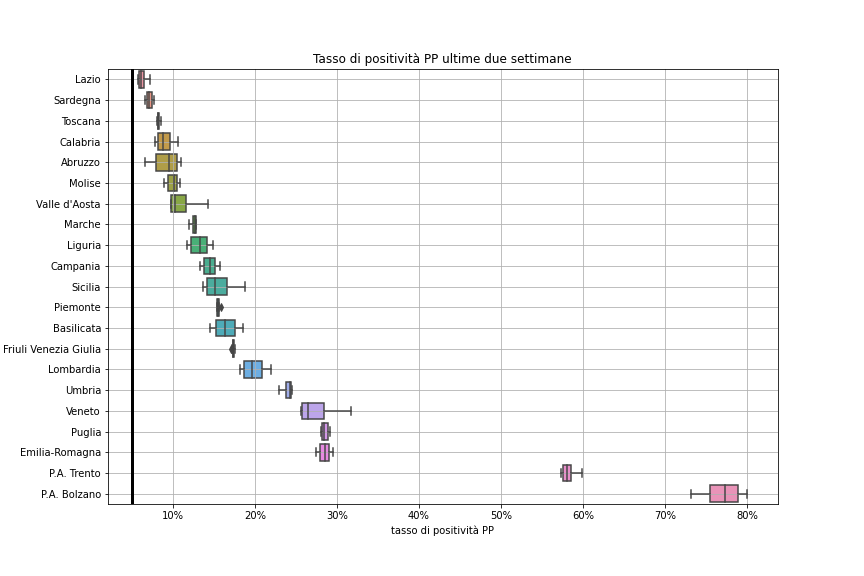 Tasso di positività PP ultime due settimane
Lazio
Sardegna
Toscana
Calabria
Abruzzo
Molise
Valle d'Aosta
Marche
Liguria
Campania
Sicilia
Piemonte
Basilicata
Friuli Venezia Giulia
Lombardia
Umbria
Veneto
Puglia
Emilia-Romagna
P.A. Trento
P.A. Bolzano
10% 20% 30% 40% 50% 60% 70% 80%
tasso di positività PP